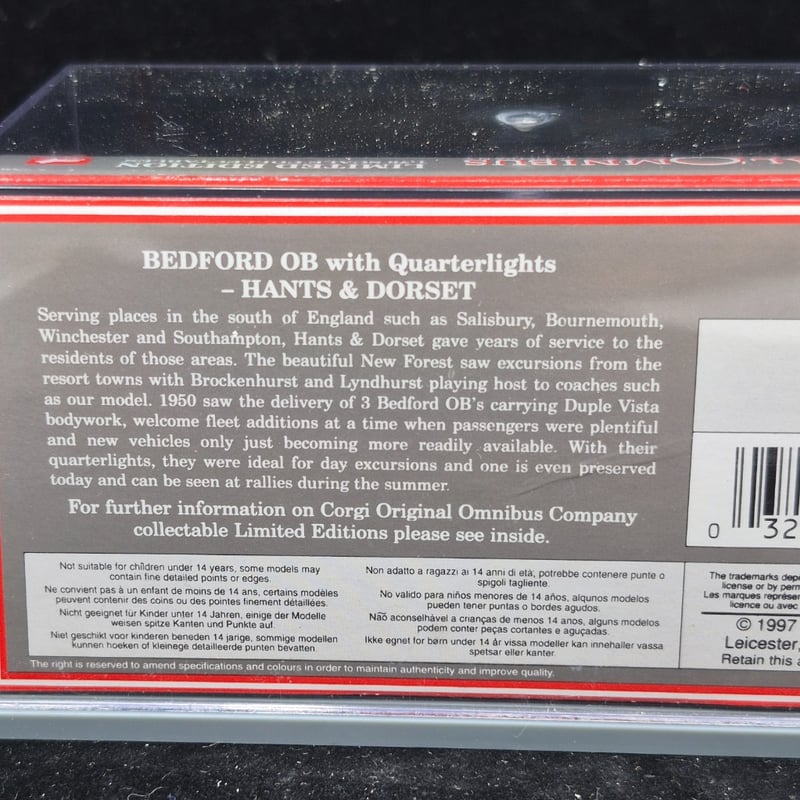 LIMITED EDITION
OMNIBUS
BEDFORD OB with Quarterlights
– HANTS & DORSET
Serving places in the south of England such as Salisbury, Bournemouth,
Winchester and Southampton, Hants & Dorset gave years of service to the
residents of those areas. The beautiful New Forest saw excursions from the
resort towns with Brockenhurst and Lyndhurst playing host to coaches such
as our model. 1950 saw the delivery of 3 Bedford OB's carrying Duple Vista
bodywork, welcome fleet additions at a time when passengers were plentiful
and new vehicles only just becoming more readily available. With their
quarterlights, they were ideal for day excursions and one is even preserved
today and can be seen at rallies during the summer.
For further information on Corgi Original Omnibus Company
collectable Limited Editions please see inside.
Not suitable for children under 14 years, some models may
contain fine detailed points or edges.
Ne convient pas à un enfant de moins de 14 ans, certains modèles
peuvent contenir des coins ou des pointes finement détaillées.
Nicht geeignet für Kinder unter 14 Jahren, einige der Modelle
weisen spitze Kanten und Punkte auf.
Niet geschikt voor kinderen beneden 14 jarige, sommige modellen
kunnen hoeken of kleinege detailleerde punten bevatten.
Non adatto a ragazzi ai 14 anni di età, potrebbe contenere punte o
spigoli tagliente.
No valido para niños menores de 14 años, algunos modelos
pueden tener puntas o bordes agudos.
Não aconselhável a crianças de menos de 14 anos, alguns modelos
podem conter peças cortantes e aguçadas.
Ikke egnet for børn under 14 år vissa modeller kan innehaller vassa
spetsar eller kanter.
The right is reserved to amend specifications and colours in order to maintain authenticity and improve quality.
0 32
The trademarks
license or by
Les marques
licence ou avec
© 1997
Leicester,
Retain this